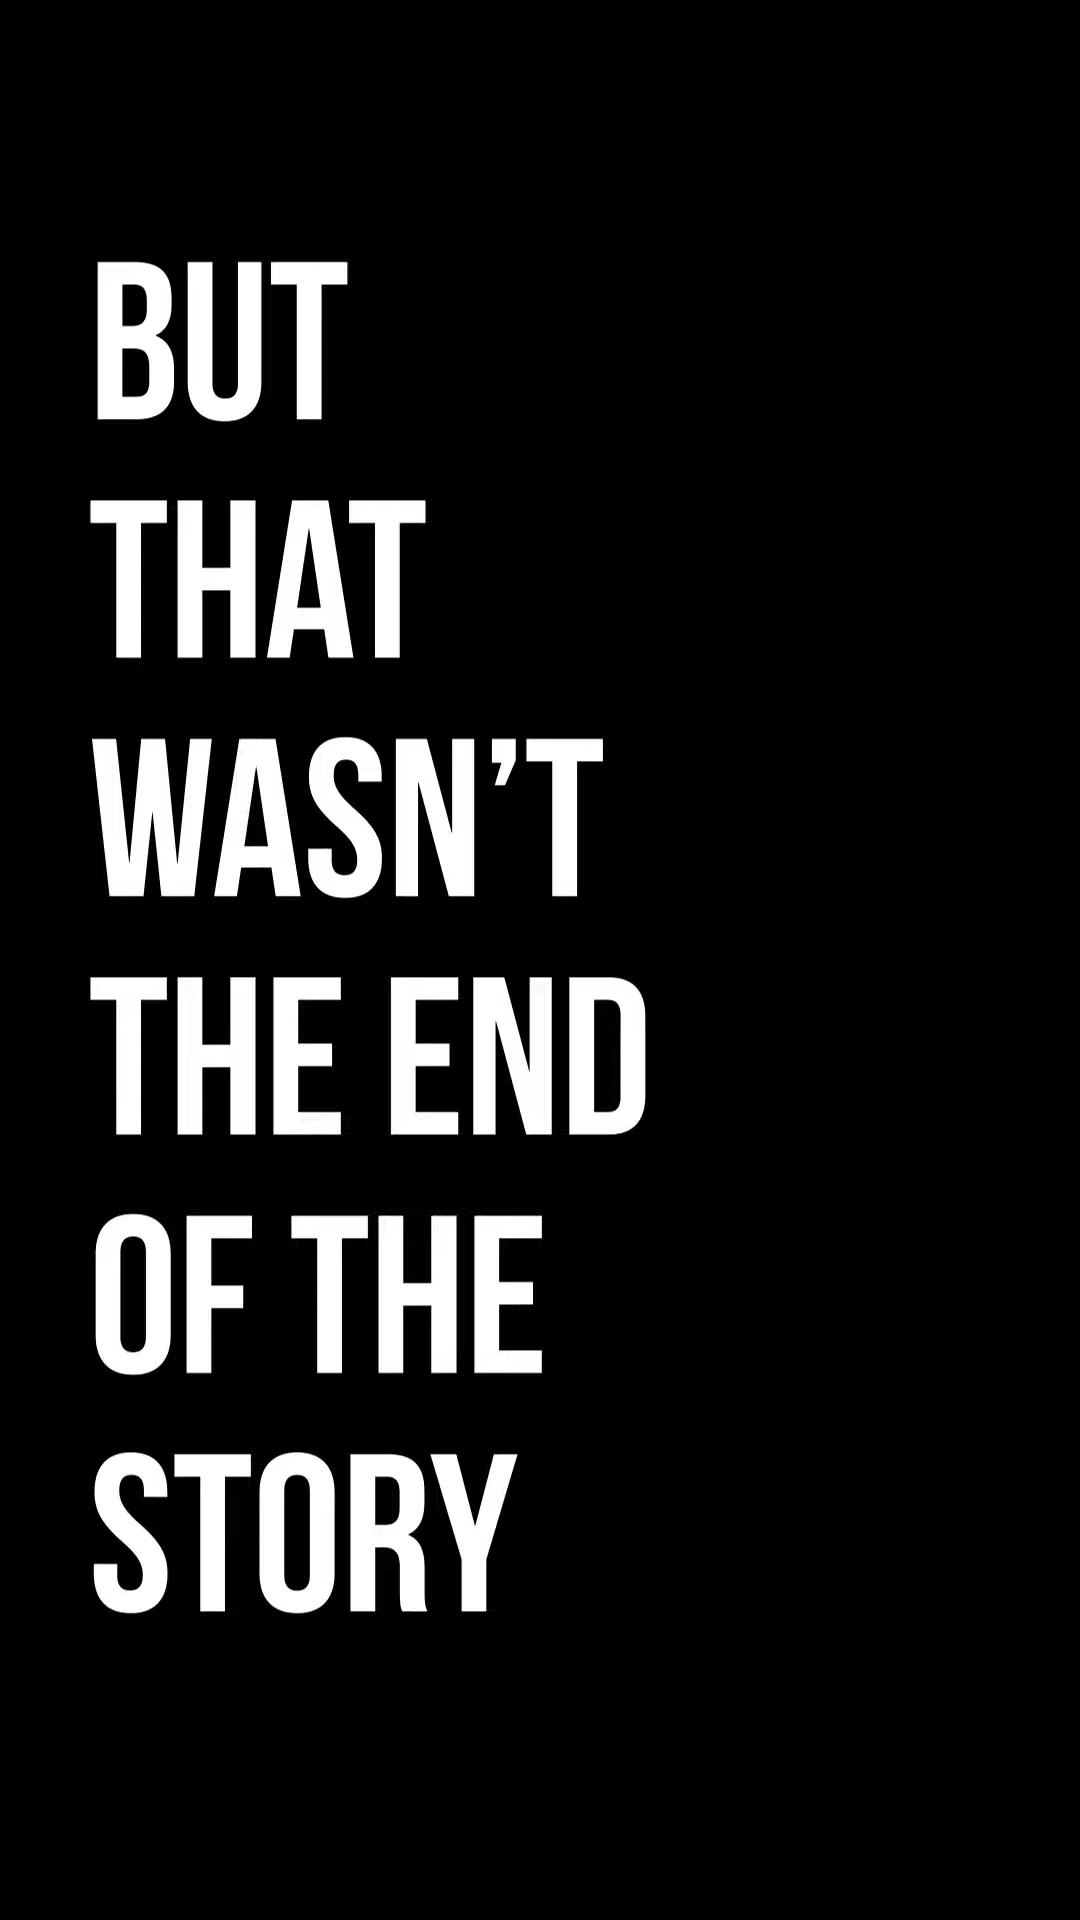 BUT
THAT
WASN’T
THE END
OF THE
STORY